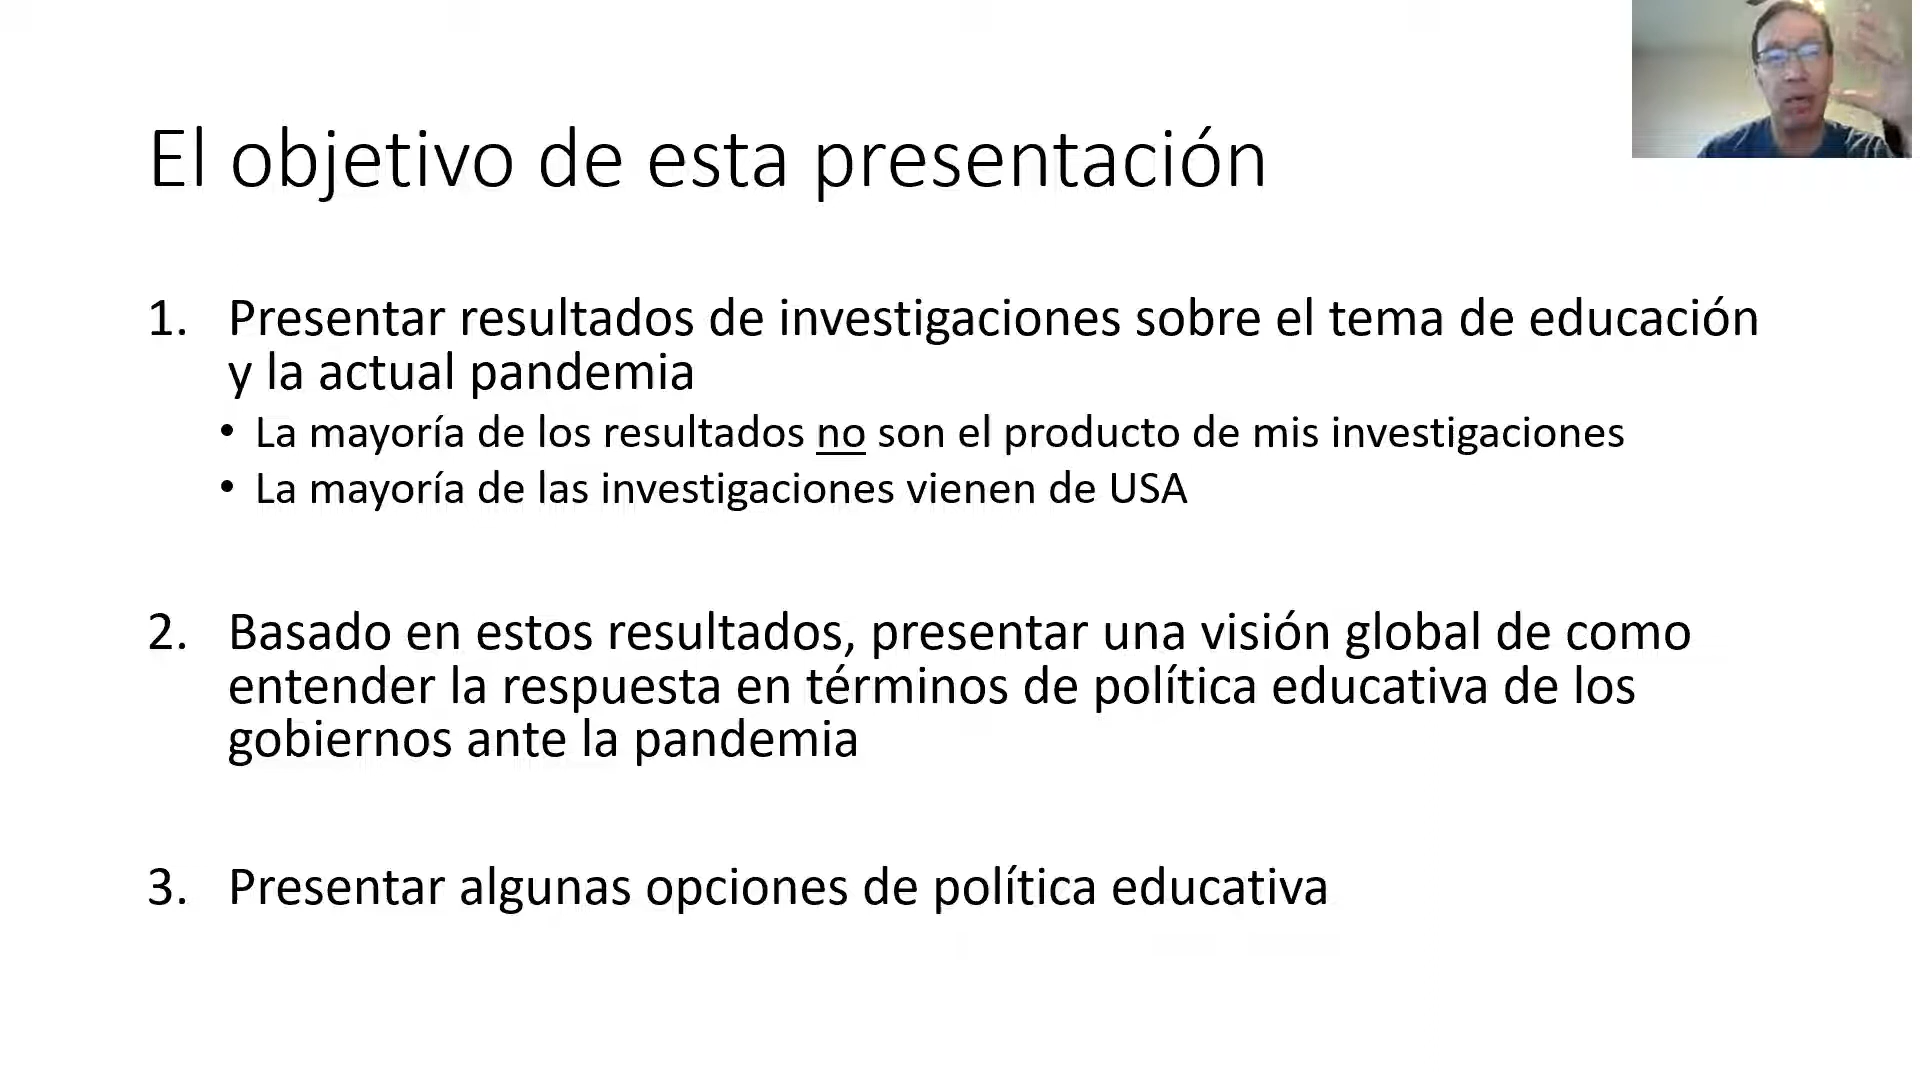 El objetivo de esta presentación
1. Presentar resultados de investigaciones sobre el tema de educación
y la actual pandemia
• La mayoría de los resultados no son el producto de mis investigaciones
• La mayoría de las investigaciones vienen de USA
2. Basado en estos resultados, presentar una visión global de como
entender la respuesta en términos de política educativa de los
gobiernos ante la pandemia
3. Presentar algunas opciones de política educativa